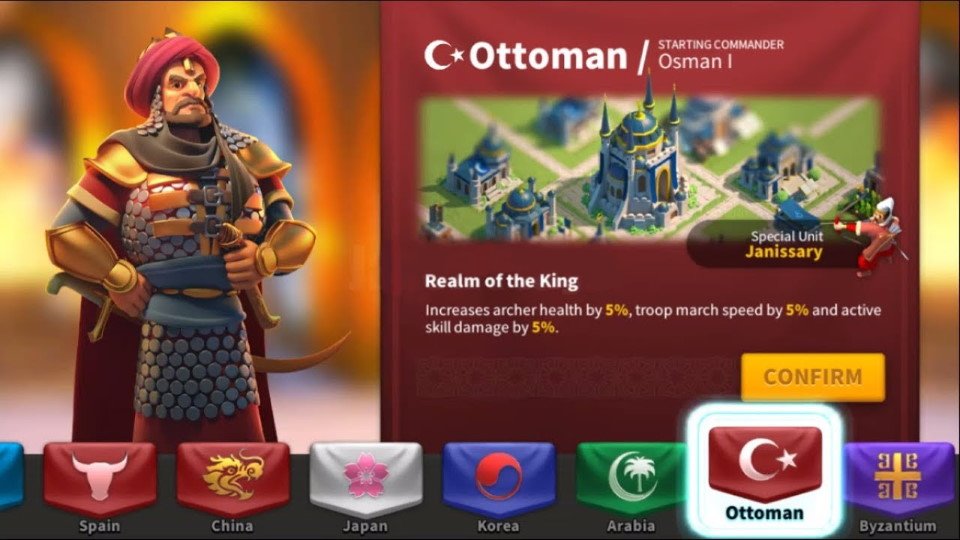 Ottoman / STARTING COMMANDER
Osman I
Special Unit
Janissary
Realm of the King
Increases archer health by 5%, troop march speed by 5% and active
skill damage by 5%.
CONFIRM
Spain China Japan Korea Arabia Ottoman Byzantium